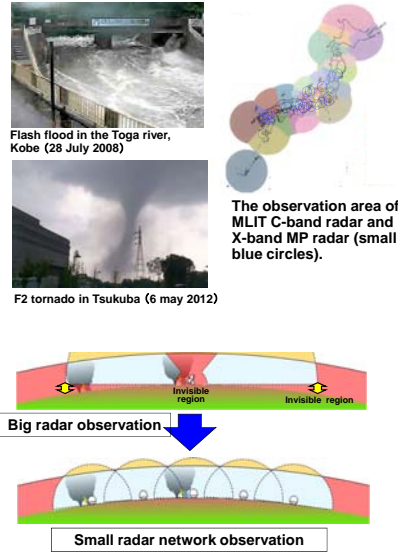 Flash flood in the Toga river,
Kobe (28 July 2008)
The observation area of
MLIT C-band radar and
X-band MP radar (small
blue circles).
F2 tornado in Tsukuba (6 may 2012)
Invisible
region
Invisible region
Big radar observation
Small radar network observation